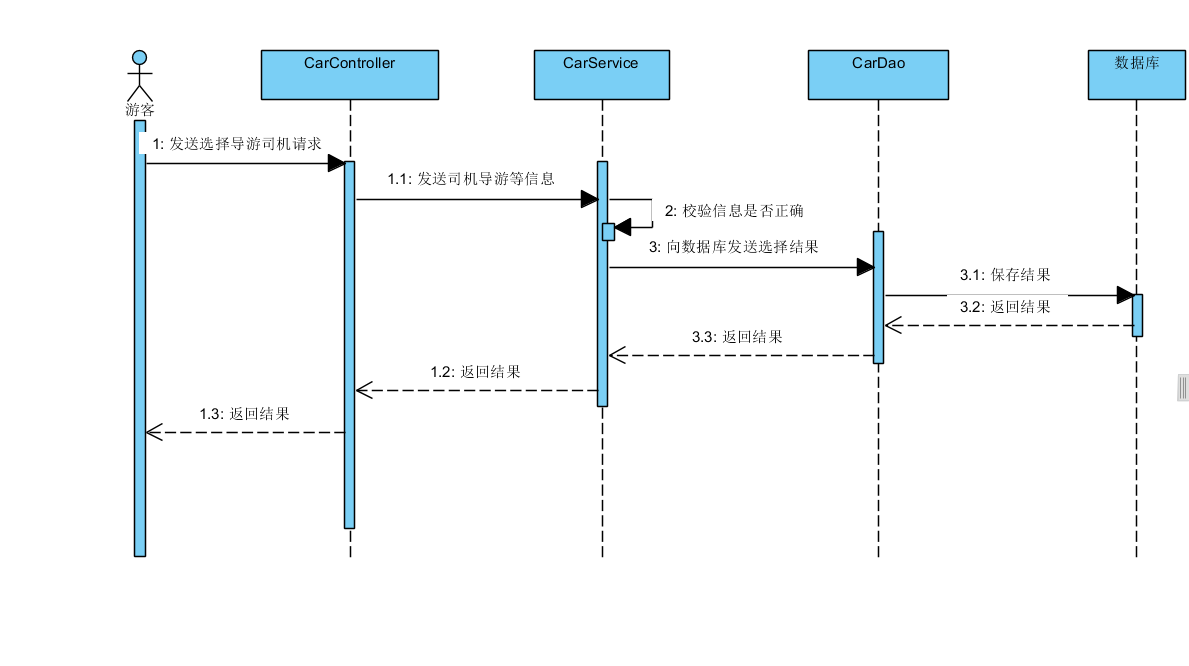 CarController
CarService
CarDao
数据库
游客
1: 发送选择导游司机请求
1.1: 发送司机导游等信息
2: 校验信息是否正确
3: 向数据库发送选择结果
3.1: 保存结果
3.2: 返回结果
3.3: 返回结果
1.2: 返回结果
1.3: 返回结果